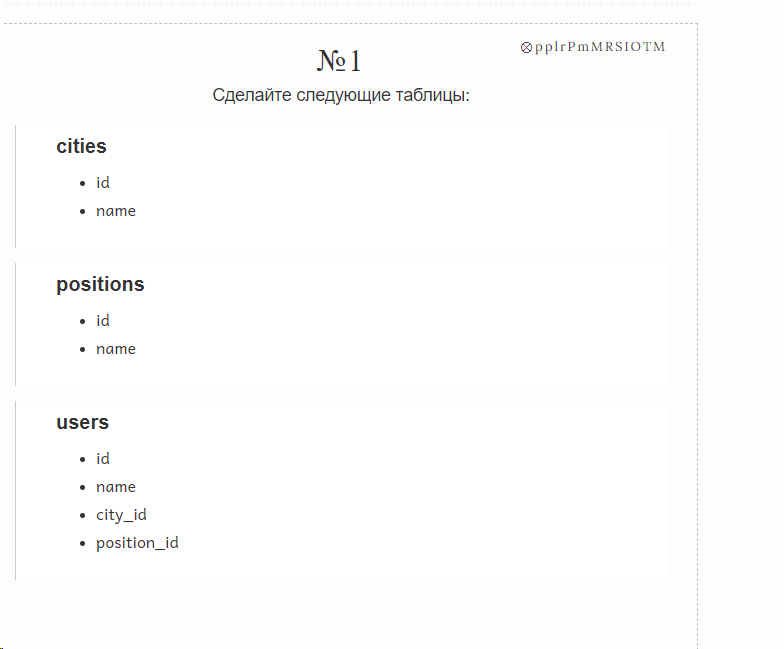 ⊗pplrPmMRSIOTM
№1
Сделайте следующие таблицы:
cities
id
name
positions
id
name
users
id
name
city_id
position_id